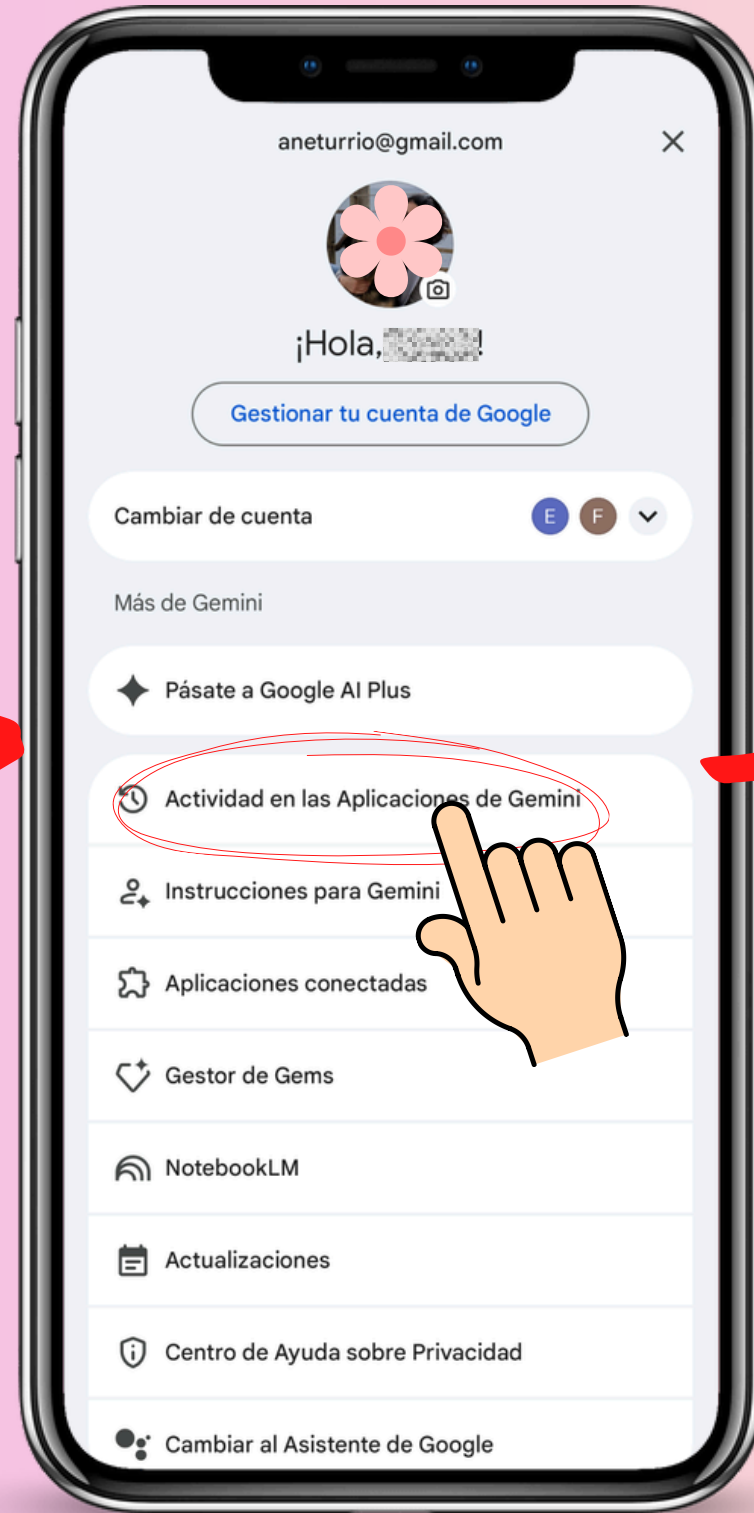 aneturrio@gmail.com
¡Hola, !
Gestionar tu cuenta de Google
Cambiar de cuenta
E F
Más de Gemini
Pásate a Google AI Plus
Actividad en las Aplicaciones de Gemini
Instrucciones para Gemini
Aplicaciones conectadas
Gestor de Gems
NotebookLM
Actualizaciones
Centro de Ayuda sobre Privacidad
Cambiar al Asistente de Google